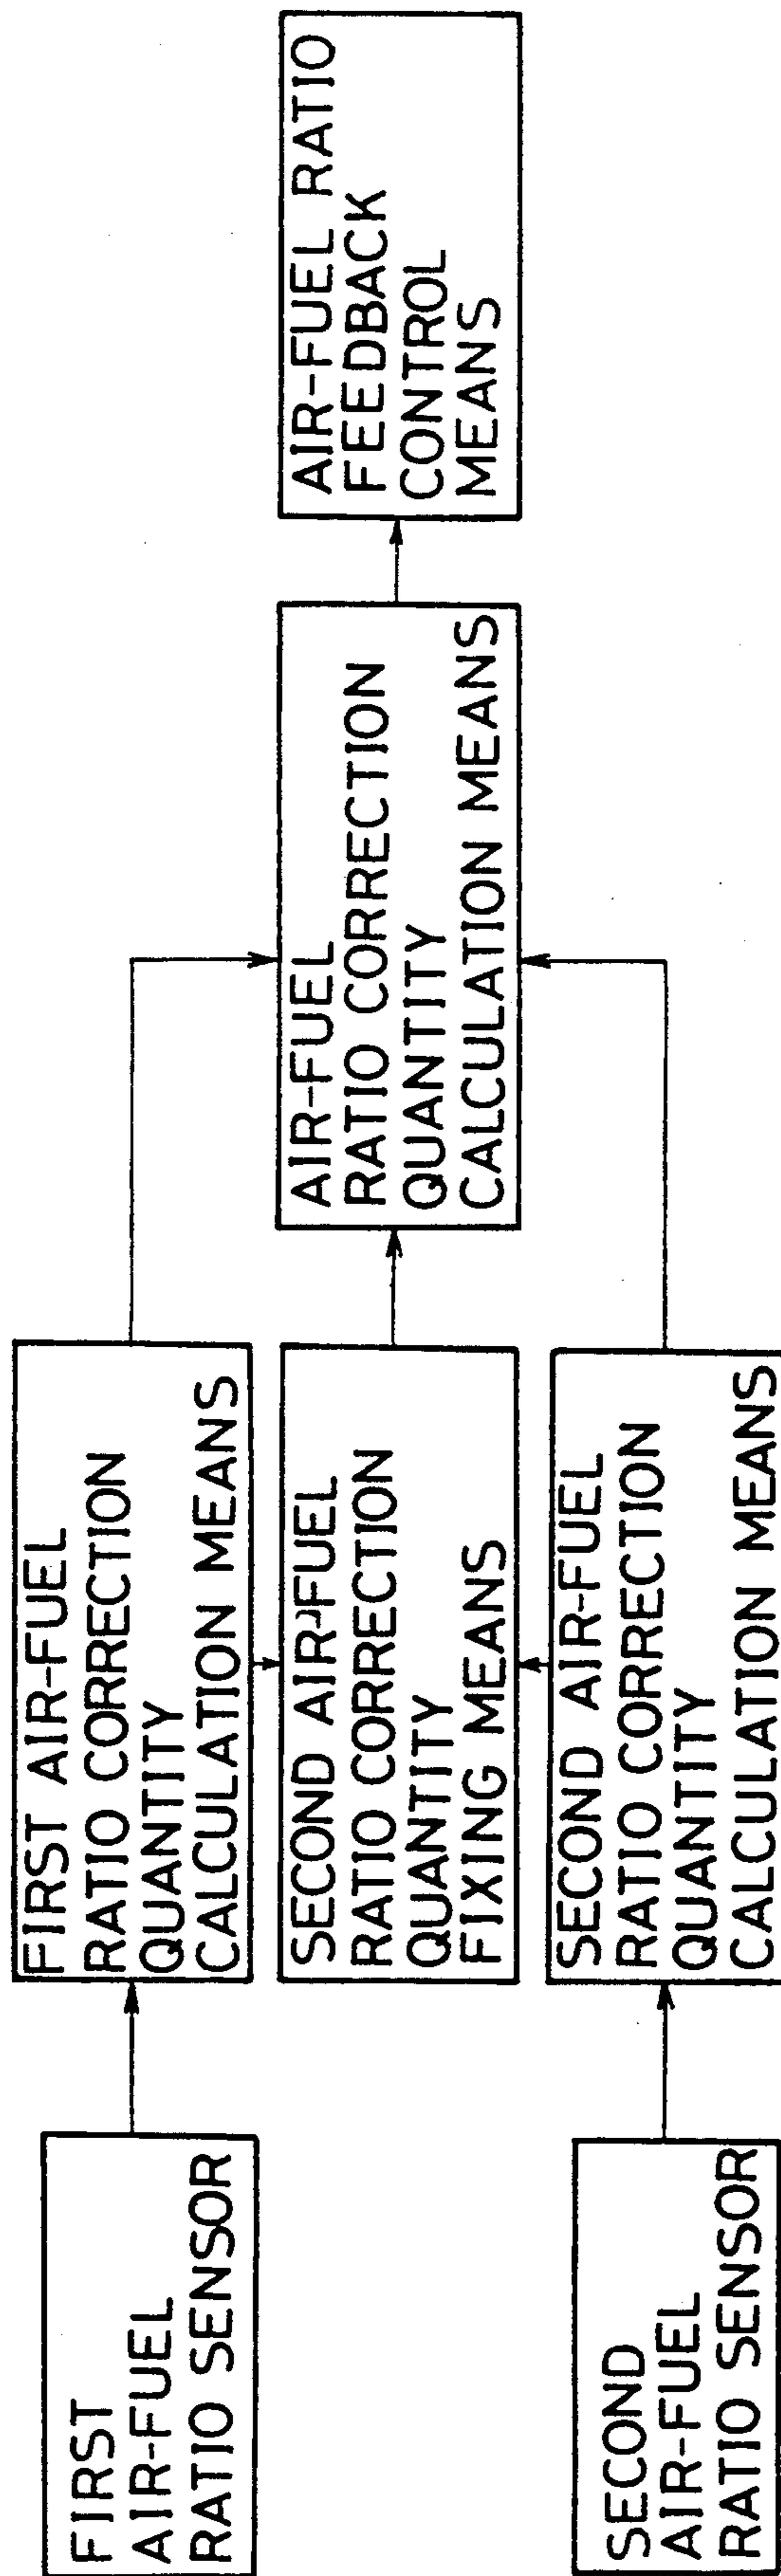 FIRST
AIR-FUEL
RATIO SENSOR
SECOND
AIR-FUEL
RATIO SENSOR
FIRST AIR-FUEL
RATIO CORRECTION
QUANTITY
CALCULATION MEANS
SECOND AIR-FUEL
RATIO CORRECTION
QUANTITY
FIXING MEANS
SECOND AIR-FUEL
RATIO CORRECTION
QUANTITY
CALCULATION MEANS
AIR-FUEL
RATIO CORRECTION
QUANTITY
CALCULATION MEANS
AIR-FUEL RATIO
FEEDBACK
CONTROL
MEANS